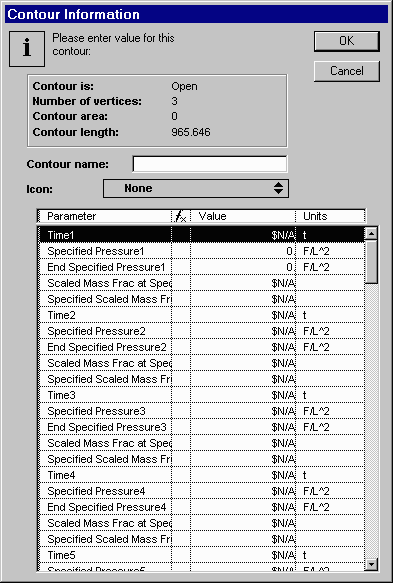 Contour Information
Please enter value for this
contour:
OK
Cancel
Contour is: Open
Number of vertices: 3
Contour area: 0
Contour length: 965.646
Contour name:
Icon: None
Parameter fx Value Units
Time1 $N/A t
Specified Pressure1 0. F/L^2
End Specified Pressure1 0. F/L^2
Scaled Mass Frac at Spec $N/A
Specified Scaled Mass Fr $N/A
Time2 $N/A t
Specified Pressure2 $N/A F/L^2
End Specified Pressure2 $N/A F/L^2
Scaled Mass Frac at Spec $N/A
Specified Scaled Mass Fr $N/A
Time3 $N/A t
Specified Pressure3 $N/A F/L^2
End Specified Pressure3 $N/A F/L^2
Scaled Mass Frac at Spec $N/A
Specified Scaled Mass Fr $N/A
Time4 $N/A t
Specified Pressure4 $N/A F/L^2
End Specified Pressure4 $N/A F/L^2
Scaled Mass Frac at Spec $N/A
Specified Scaled Mass Fr $N/A
Time5 $N/A t
Specified Pressure5 $N/A F/L^2